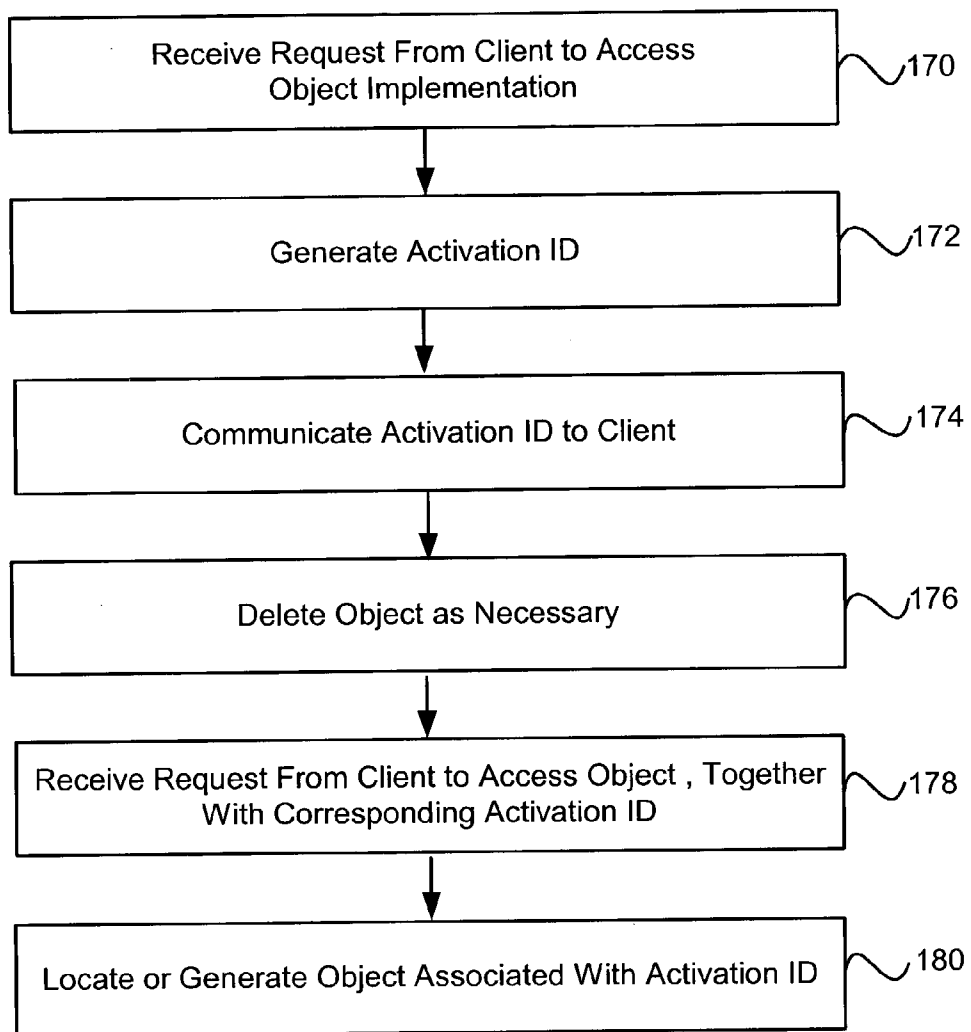 Receive Request From Client to Access
Object Implementation
170
Generate Activation ID
172
Communicate Activation ID to Client
174
Delete Object as Necessary
176
Receive Request From Client to Access Object , Together
With Corresponding Activation ID
178
Locate or Generate Object Associated With Activation ID
180